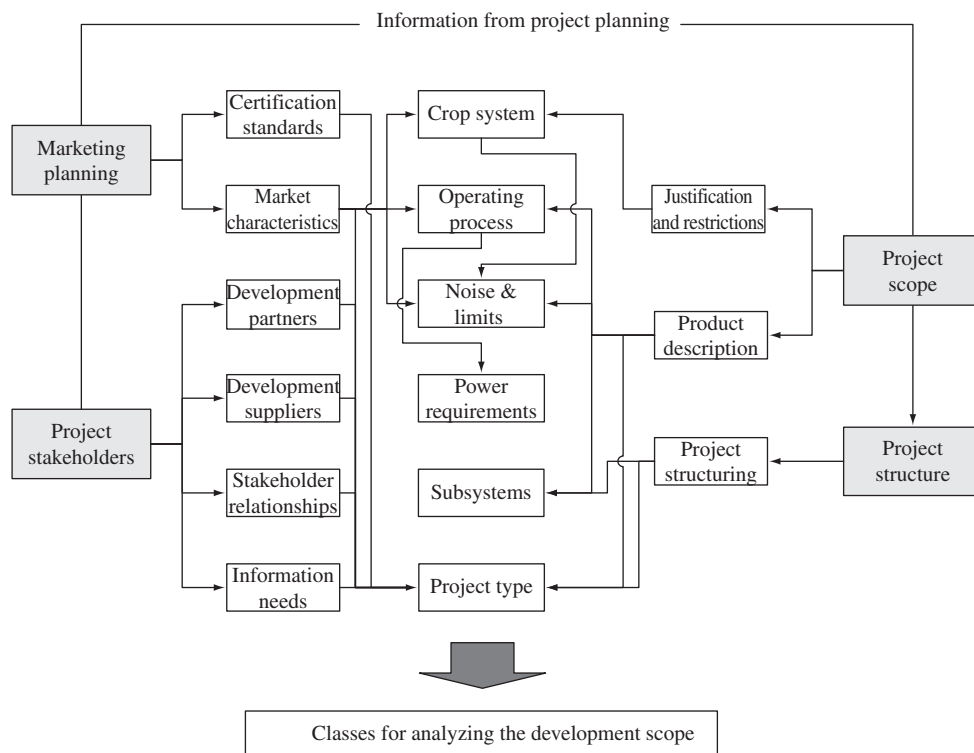 Information from project planning
Certification
standards
Crop system
Marketing
planning
Market
characteristics
Operating
process
Justification
and restrictions
Project
scope
Development
partners
Noise &
limits
Product
description
Development
suppliers
Power
requirements
Project
stakeholders
Project
structuring
Project
structure
Stakeholder
relationships
Subsystems
Information
needs
Project type
Classes for analyzing the development scope